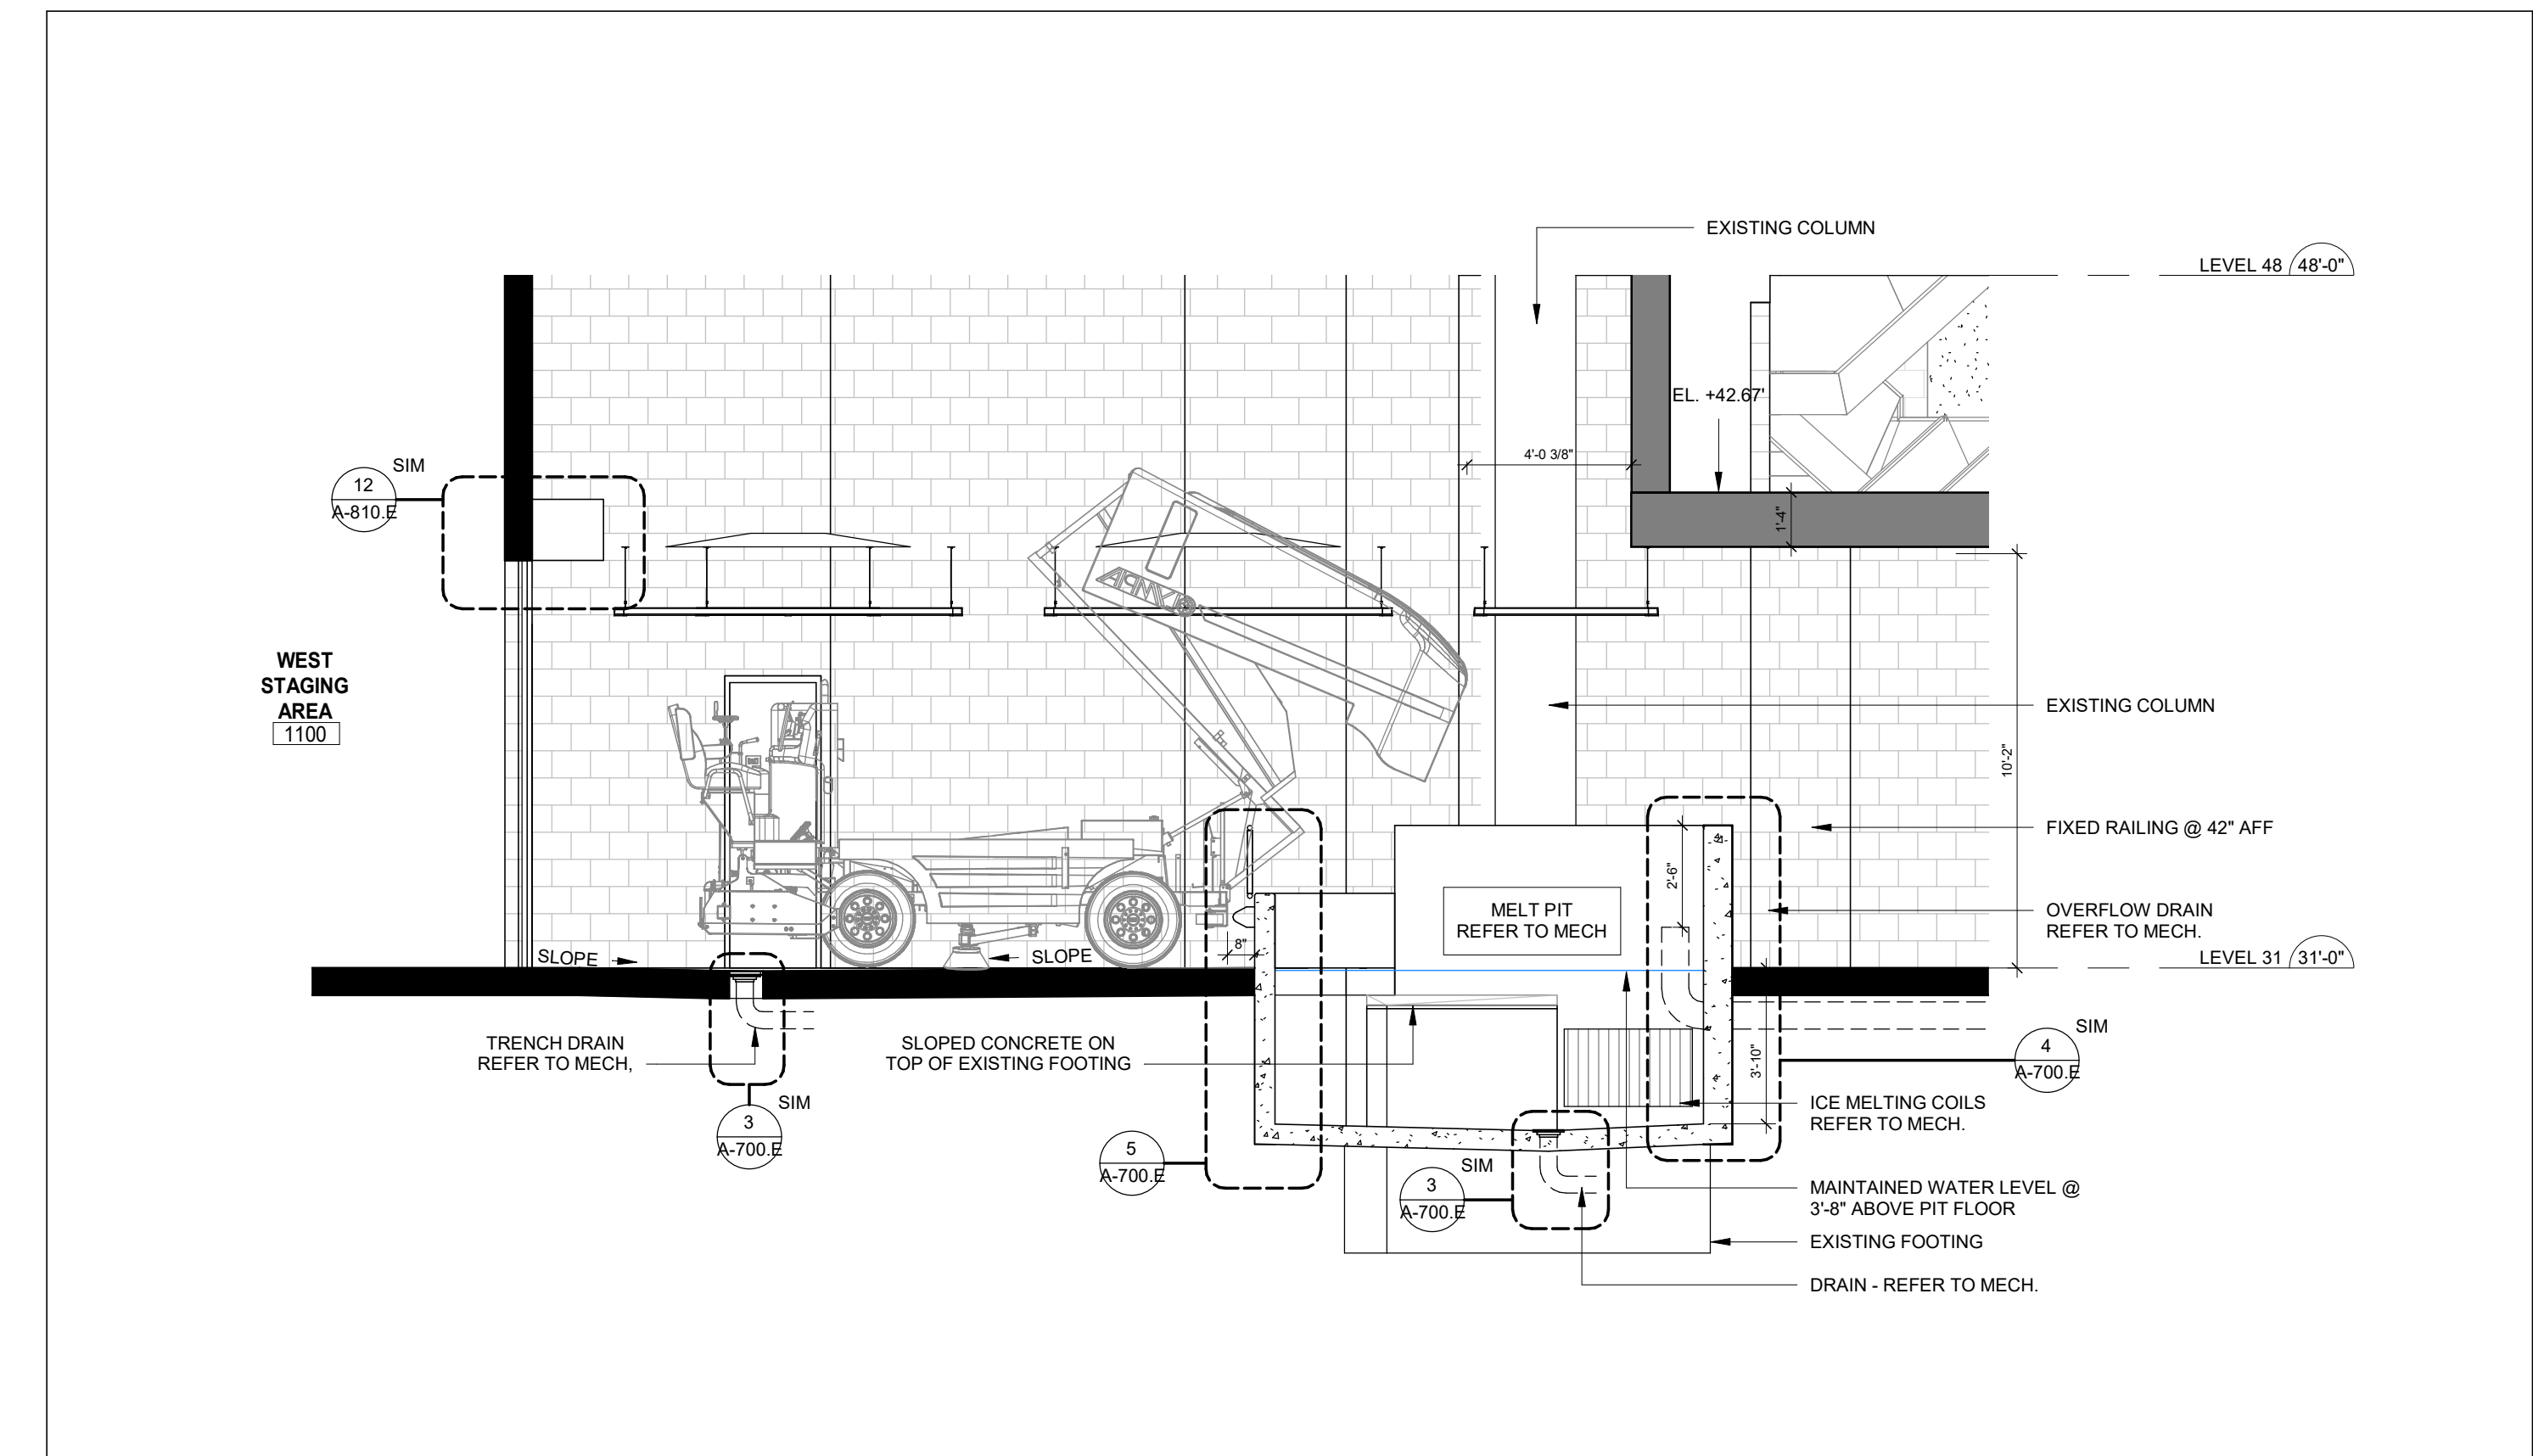 EXISTING COLUMN
LEVEL 48 48'-0"
EL. +42.67'
4'-0 3/8"
SIM
12
A-810.E
1'-4"
WEST
STAGING
AREA
1100
EXISTING COLUMN
10'-2"
FIXED RAILING @ 42" AFF
2'-6"
MELT PIT
REFER TO MECH
OVERFLOW DRAIN
REFER TO MECH.
8"
SLOPE
SLOPE
LEVEL 31 31'-0"
TRENCH DRAIN
REFER TO MECH,
SLOPED CONCRETE ON
TOP OF EXISTING FOOTING
3'-10"
SIM
4
A-700.E
ICE MELTING COILS
REFER TO MECH.
SIM
3
A-700.E
5
A-700.E
SIM
3
A-700.E
MAINTAINED WATER LEVEL @
3'-8" ABOVE PIT FLOOR
EXISTING FOOTING
DRAIN - REFER TO MECH.